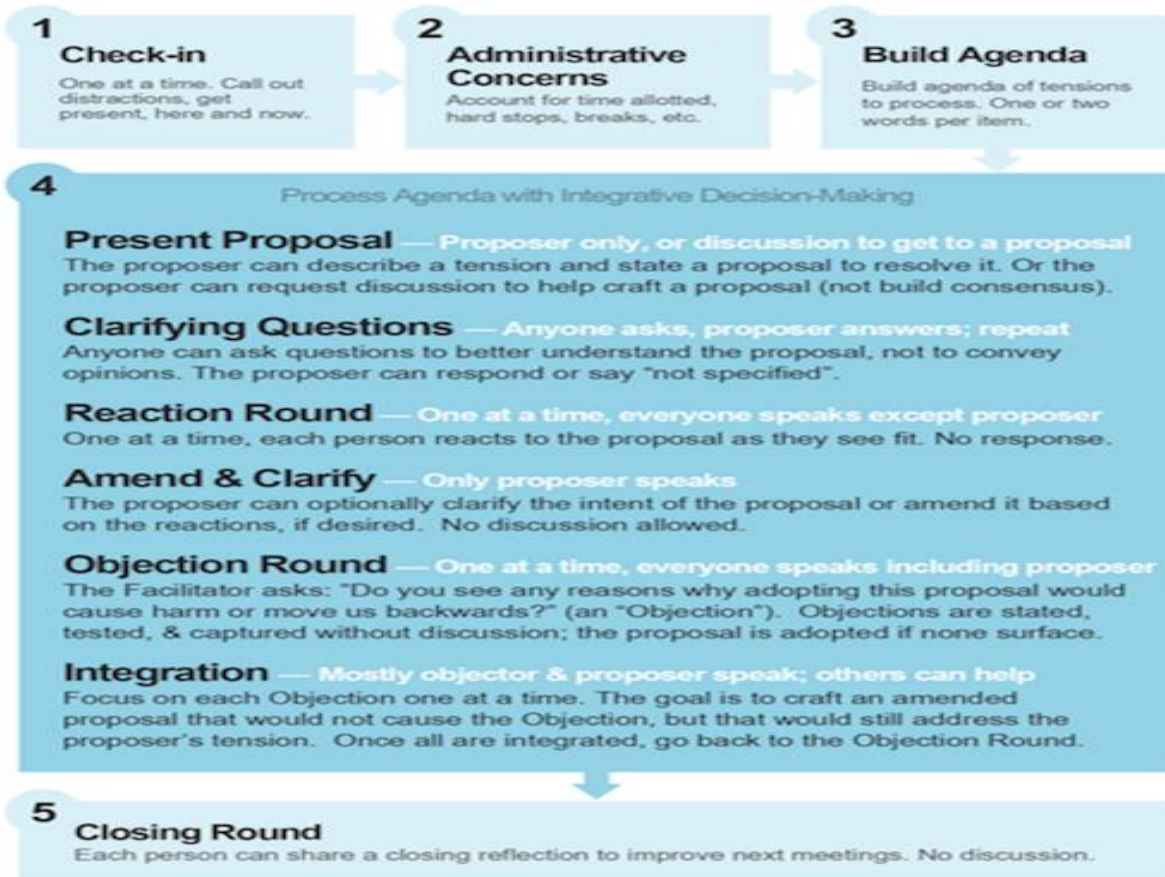 1
Check-in
One at a time. Call out
distractions, get
present, here and now.
2
Administrative
Concerns
Account for time allotted,
hard stops, breaks, etc.
3
Build Agenda
Build agenda of tensions
to process. One or two
words per item.
4
Process Agenda with Integrative Decision-Making
Present Proposal — Proposer only, or discussion to get to a proposal
The proposer can describe a tension and state a proposal to resolve it. Or the
proposer can request discussion to help craft a proposal (not build consensus).
Clarifying Questions — Anyone asks, proposer answers; repeat
Anyone can ask questions to better understand the proposal, not to convey
opinions. The proposer can respond or say "not specified".
Reaction Round — One at a time, everyone speaks except proposer
One at a time, each person reacts to the proposal as they see fit. No response.
Amend & Clarify — Only proposer speaks
The proposer can optionally clarify the intent of the proposal or amend it based
on the reactions, if desired. No discussion allowed.
Objection Round — One at a time, everyone speaks including proposer
The Facilitator asks: "Do you see any reasons why adopting this proposal would
cause harm or move us backwards?" (an "Objection"). Objections are stated,
tested, & captured without discussion; the proposal is adopted if none surface.
Integration — Mostly objector & proposer speak; others can help
Focus on each Objection one at a time. The goal is to craft an amended
proposal that would not cause the Objection, but that would still address the
proposer's tension. Once all are integrated, go back to the Objection Round.
5
Closing Round
Each person can share a closing reflection to improve next meetings. No discussion.